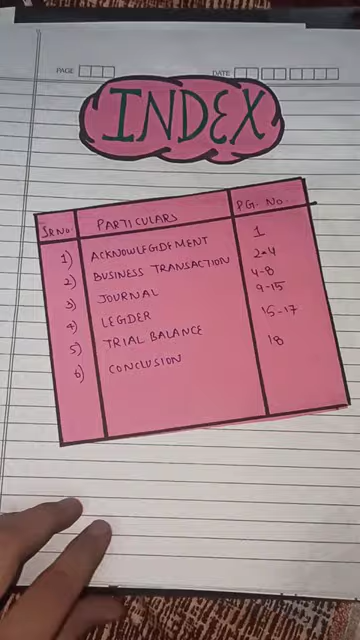 PAGE
DATE
INDEX
SR NO. PARTICULARS PG. NO.
1) ACKNOWLEGDEMENT 1
2) BUSINESS TRANSACTION 2-4
3) JOURNAL 4-8
4) LEGDER 9-15
5) TRIAL BALANCE 15-17
6) CONCLUSION 18